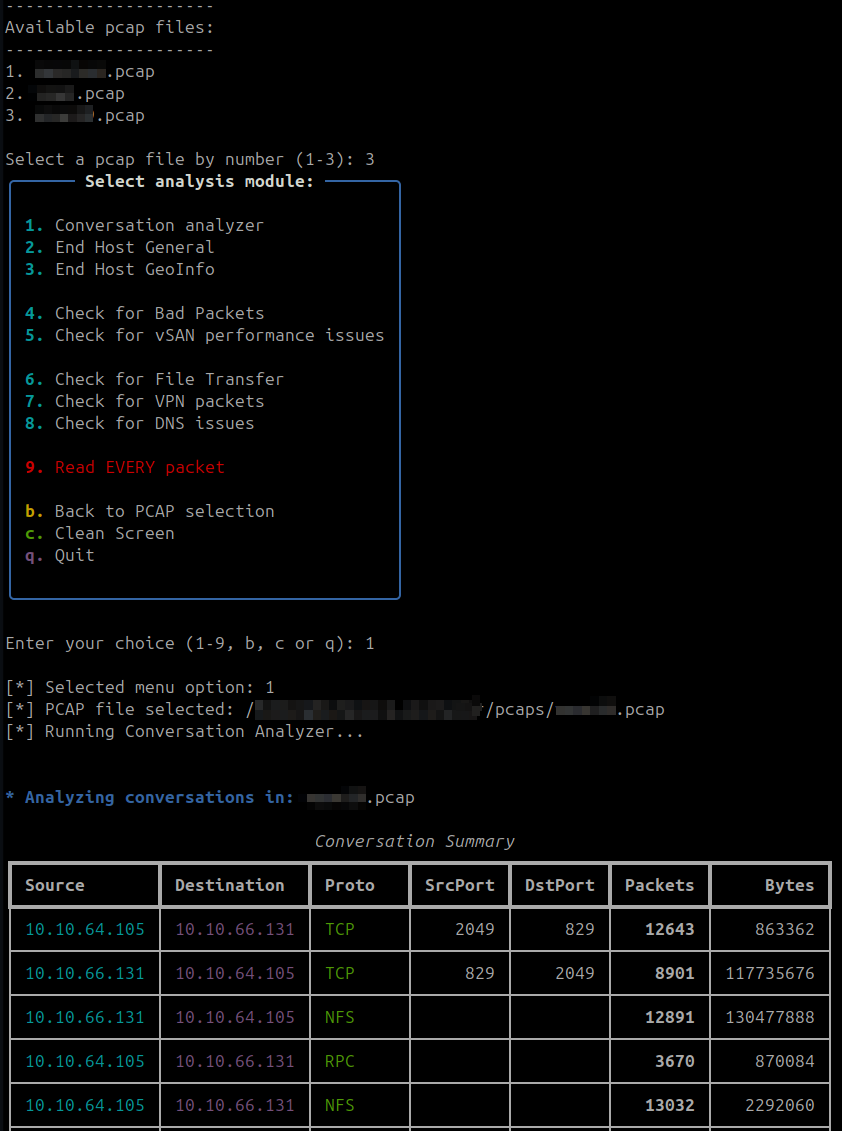 ---------------------
Available pcap files:
---------------------
1. .pcap
2. .pcap
3. .pcap
Select a pcap file by number (1-3): 3
Select analysis module:
1. Conversation analyzer
2. End Host General
3. End Host GeoInfo
4. Check for Bad Packets
5. Check for vSAN performance issues
6. Check for File Transfer
7. Check for VPN packets
8. Check for DNS issues
9. Read EVERY packet
b. Back to PCAP selection
c. Clean Screen
q. Quit
Enter your choice (1-9, b, c or q): 1
[*] Selected menu option: 1
[*] PCAP file selected: / /pcaps/ .pcap
[*] Running Conversation Analyzer...
* Analyzing conversations in: .pcap
Conversation Summary
Source Destination Proto SrcPort DstPort Packets Bytes
10.10.64.105 10.10.66.131 TCP 2049 829 12643 863362
10.10.66.131 10.10.64.105 TCP 829 2049 8901 117735676
10.10.66.131 10.10.64.105 NFS 12891 130477888
10.10.64.105 10.10.66.131 RPC 3670 870084
10.10.64.105 10.10.66.131 NFS 13032 2292060